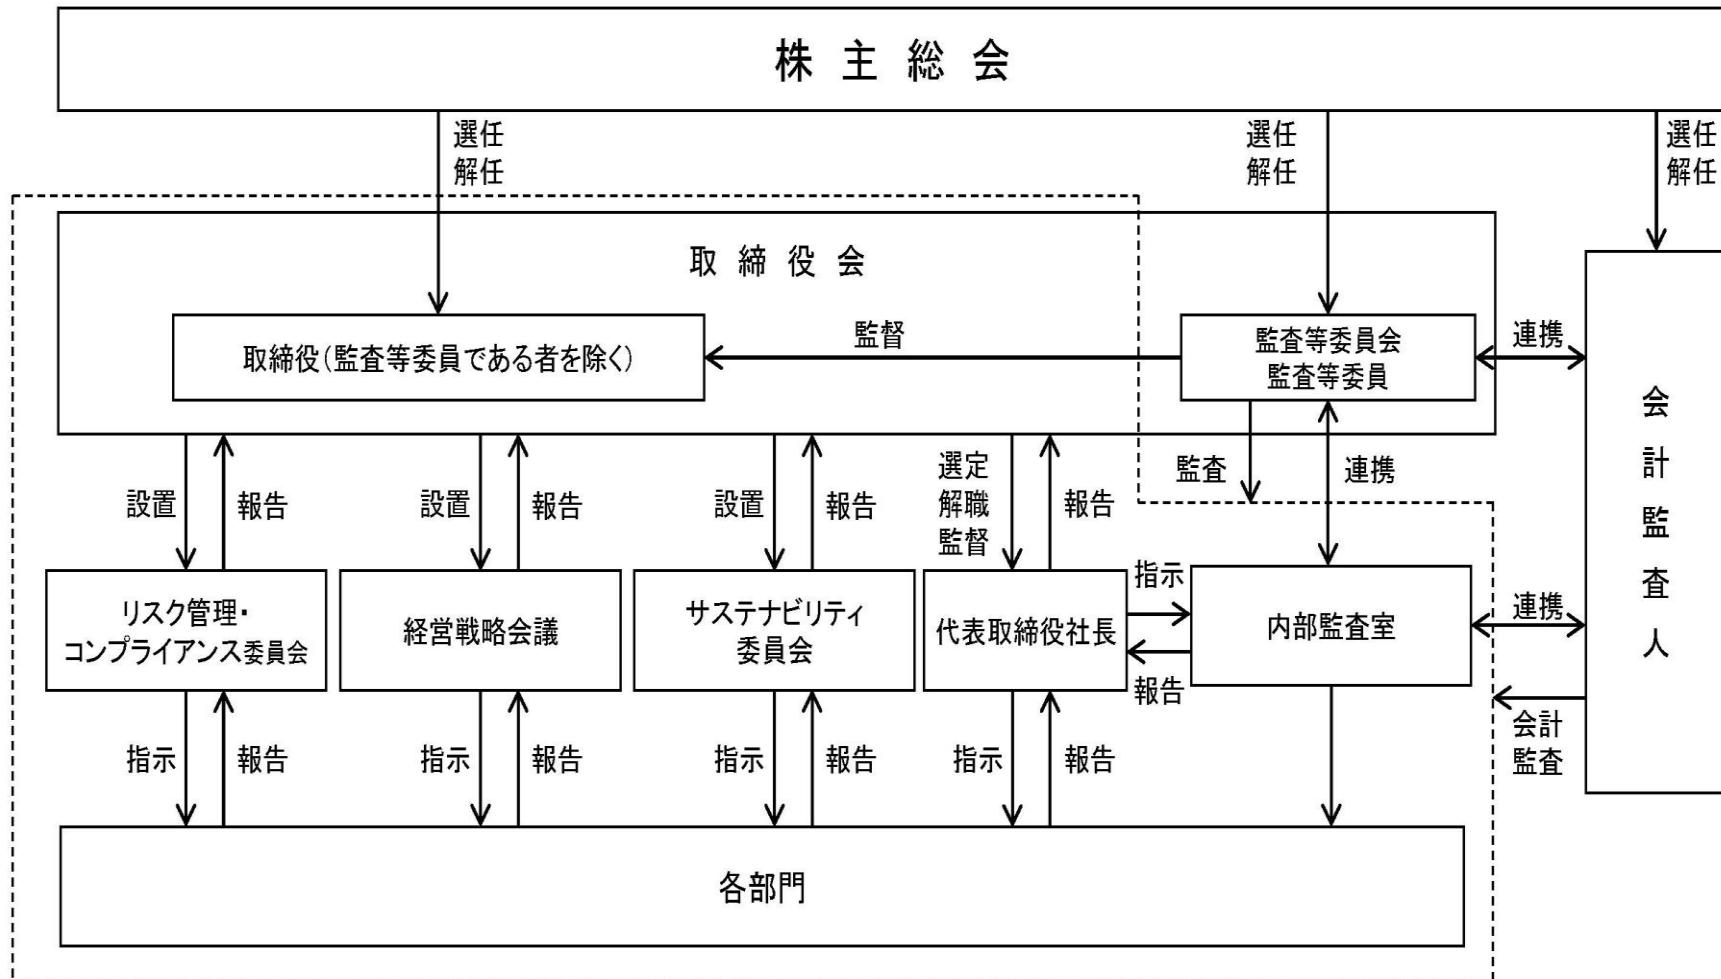 株主総会
選任
解任
選任
解任
選任
解任
取締役会
取締役(監査等委員である者を除く)
監督
監査等委員会
監査等委員
連携
会計監査人
設置
報告
設置
報告
設置
報告
選定
解職
監督
報告
監査
連携
リスク管理・
コンプライアンス委員会
経営戦略会議
サステナビリティ
委員会
代表取締役社長
指示
報告
内部監査室
連携
会計
監査
指示
報告
指示
報告
指示
報告
指示
報告
各部門